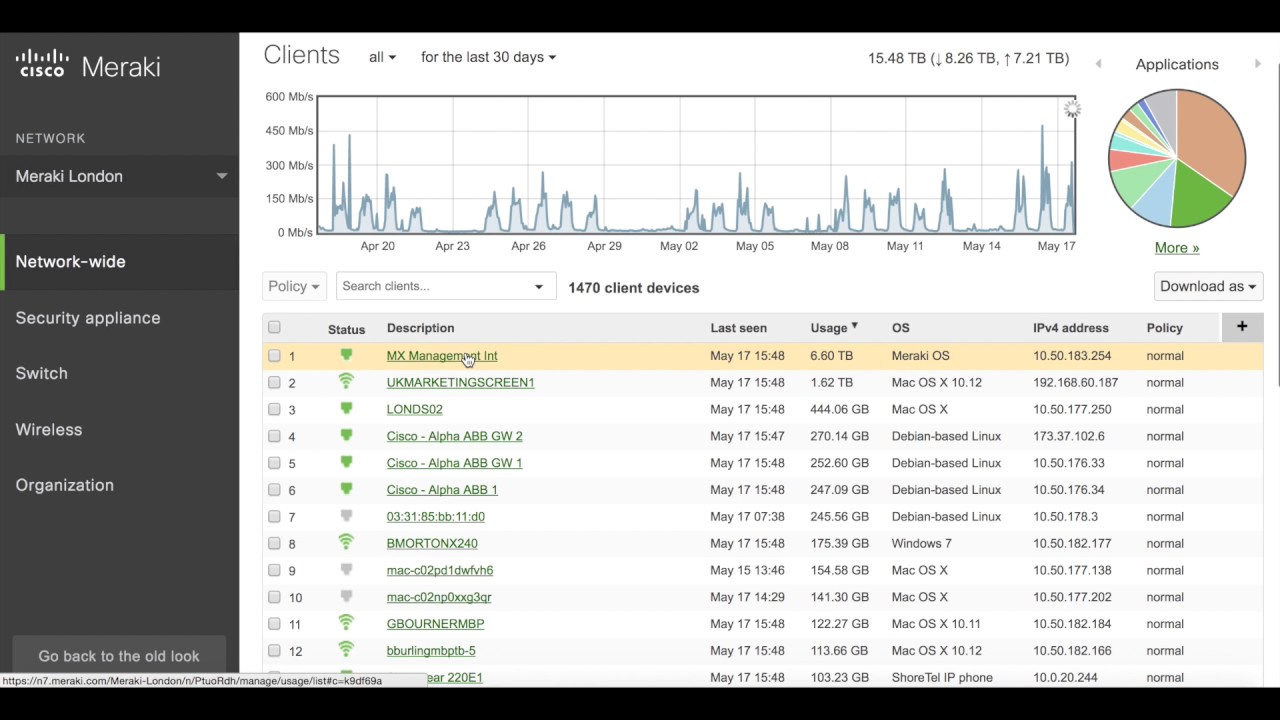 CISCO Meraki
NETWORK
Meraki London
Network-wide
Security appliance
Switch
Wireless
Organization
Go back to the old look
Clients all for the last 30 days
15.48 TB (↓ 8.26 TB, ↑ 7.21 TB)
600 Mb/s
450 Mb/s
300 Mb/s
150 Mb/s
0 Mb/s
Apr 20 Apr 23 Apr 26 Apr 29 May 02 May 05 May 08 May 11 May 14 May 17
Applications
More »
Policy Search clients... 1470 client devices Download as
Status Description Last seen Usage ▼ OS IPv4 address Policy +
1 MX Management Int May 17 15:48 6.60 TB Meraki OS 10.50.183.254 normal
2 UKMARKETINGSCREEN1 May 17 15:48 1.62 TB Mac OS X 10.12 192.168.60.187 normal
3 LONDS02 May 17 15:48 444.06 GB Mac OS X 10.50.177.250 normal
4 Cisco - Alpha ABB GW 2 May 17 15:47 270.14 GB Debian-based Linux 173.37.102.6 normal
5 Cisco - Alpha ABB GW 1 May 17 15:48 252.60 GB Debian-based Linux 10.50.176.33 normal
6 Cisco - Alpha ABB 1 May 17 15:48 247.09 GB Debian-based Linux 10.50.176.34 normal
7 03:31:85:bb:11:d0 May 17 07:38 245.56 GB Debian-based Linux 10.50.178.3 normal
8 BMORTONX240 May 17 15:48 175.39 GB Windows 7 10.50.182.177 normal
9 mac-c02pd1dwfvh6 May 15 13:46 154.58 GB Mac OS X 10.50.177.138 normal
10 mac-c02np0xxg3qr May 17 14:29 141.30 GB Mac OS X 10.50.177.202 normal
11 GBOURNERMBP May 17 15:48 122.27 GB Mac OS X 10.11 10.50.182.184 normal
12 bburlingmbptb-5 May 17 15:48 113.66 GB Mac OS X 10.12 10.50.182.166 normal
220E1 May 17 15:48 103.23 GB ShoreTel IP phone 10.0.20.244 normal
https://n7.meraki.com/Meraki-London/n/PtuoRdh/manage/usage/list#c=k9df69a